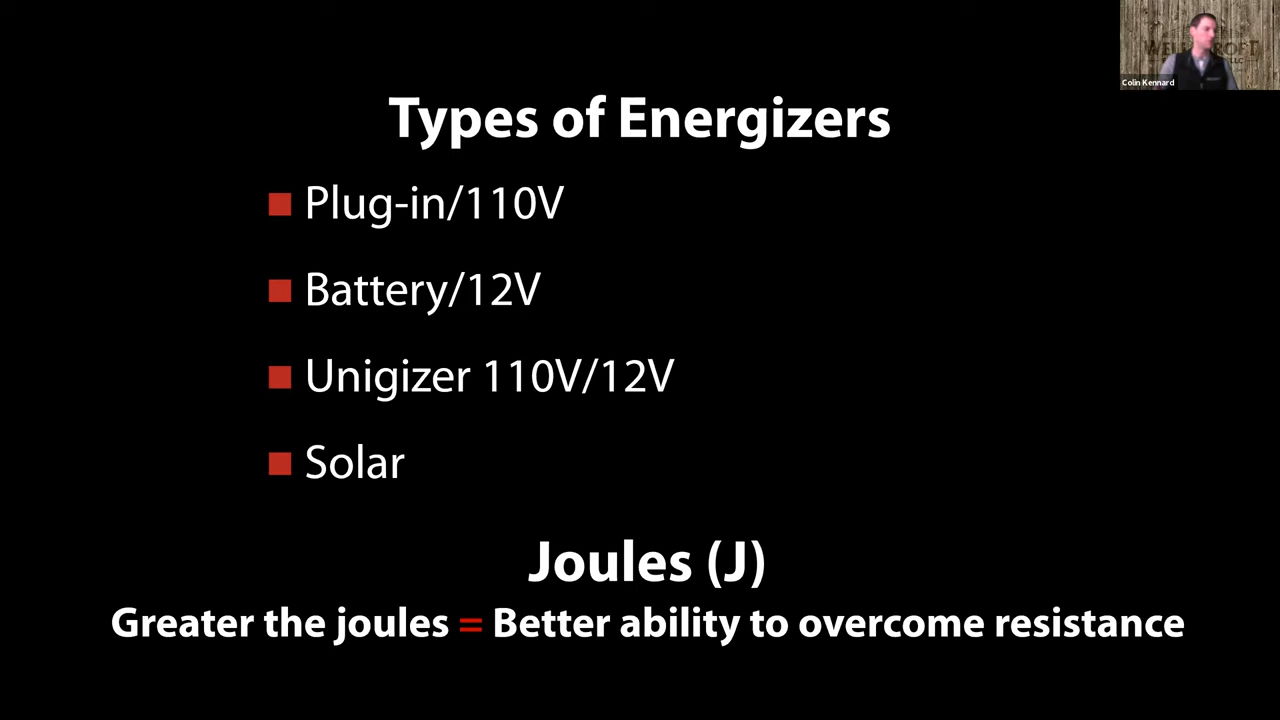 Types of Energizers
Plug-in/110V
Battery/12V
Unigizer 110V/12V
Solar
Joules (J)
Greater the joules = Better ability to overcome resistance
LLC
Colin Kennard